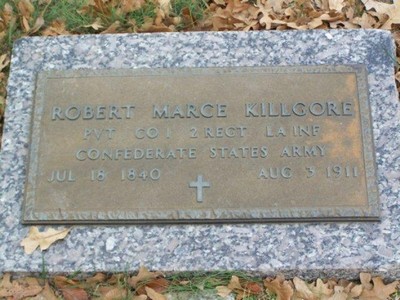 ROBERT MARCE KILLGORE
PVT CO I 2 REGT LA INF
CONFEDERATE STATES ARMY
JUL 18 1840 AUG 3 1911